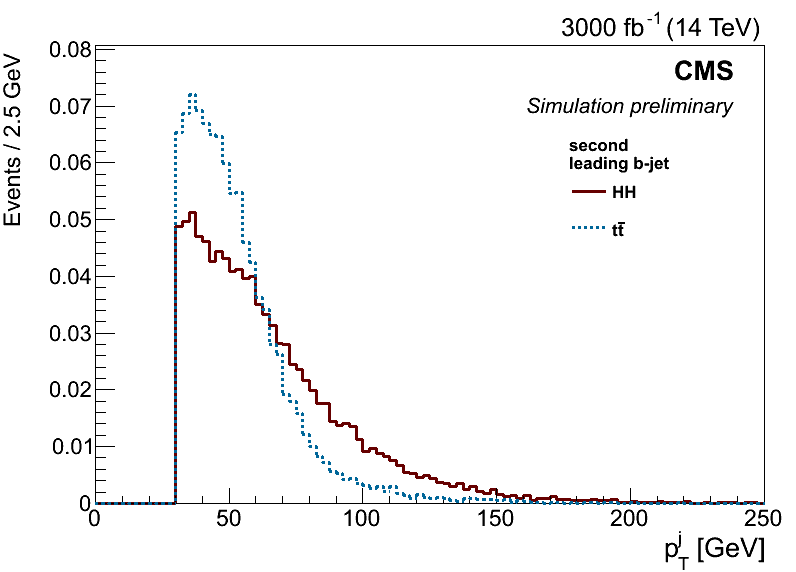 3000 fb⁻¹ (14 TeV)
CMS
Simulation preliminary
second
leading b-jet
HH
tt̄
Events / 2.5 GeV
0.08
0.07
0.06
0.05
0.04
0.03
0.02
0.01
0
0 50 100 150 200 250
p_T^j [GeV]